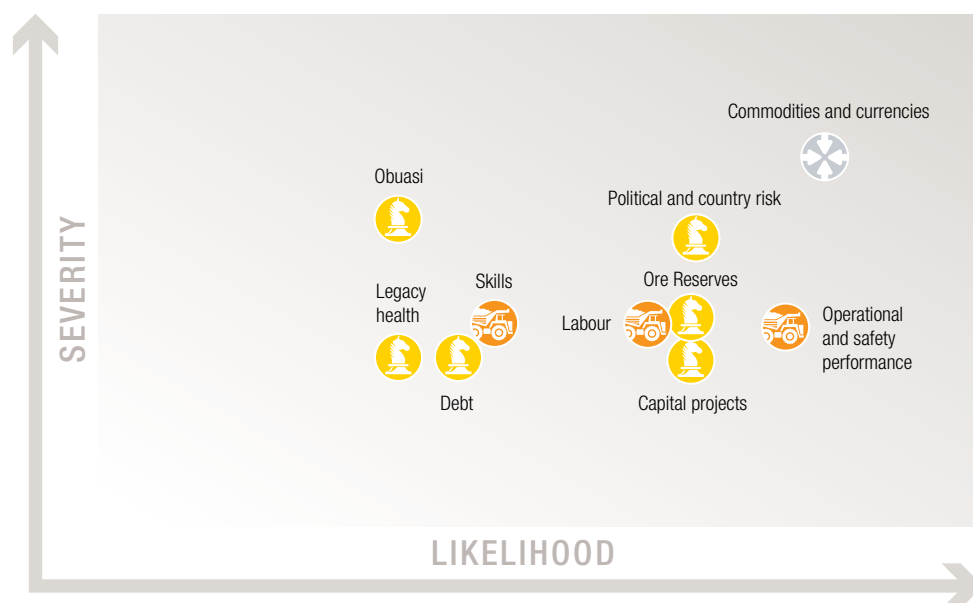 Commodities and currencies
Obuasi
Political and country risk
Skills
Ore Reserves
Legacy
health
Labour
Operational
and safety
performance
Debt
Capital projects
SEVERITY
LIKELIHOOD